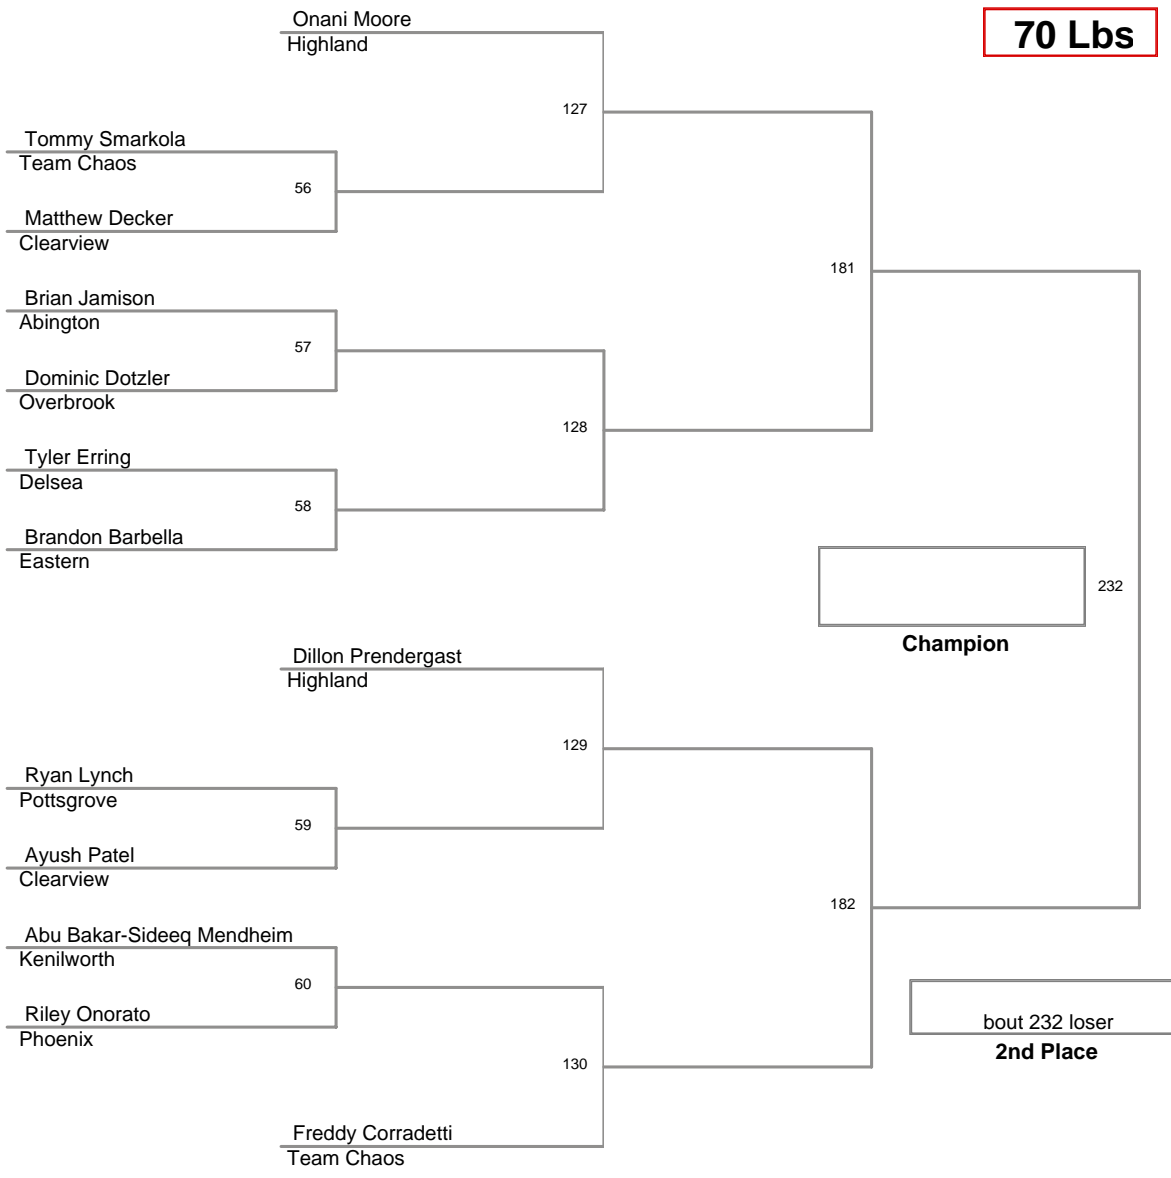 Onani Moore
Highland
70 Lbs
127
Tommy Smarkola
Team Chaos
56
Matthew Decker
Clearview
181
Brian Jamison
Abington
57
Dominic Dotzler
Overbrook
128
Tyler Erring
Delsea
58
Brandon Barbella
Eastern
232
Champion
Dillon Prendergast
Highland
129
Ryan Lynch
Pottsgrove
59
Ayush Patel
Clearview
182
Abu Bakar-Sideeq Mendheim
Kenilworth
60
Riley Onorato
Phoenix
bout 232 loser
2nd Place
130
Freddy Corradetti
Team Chaos